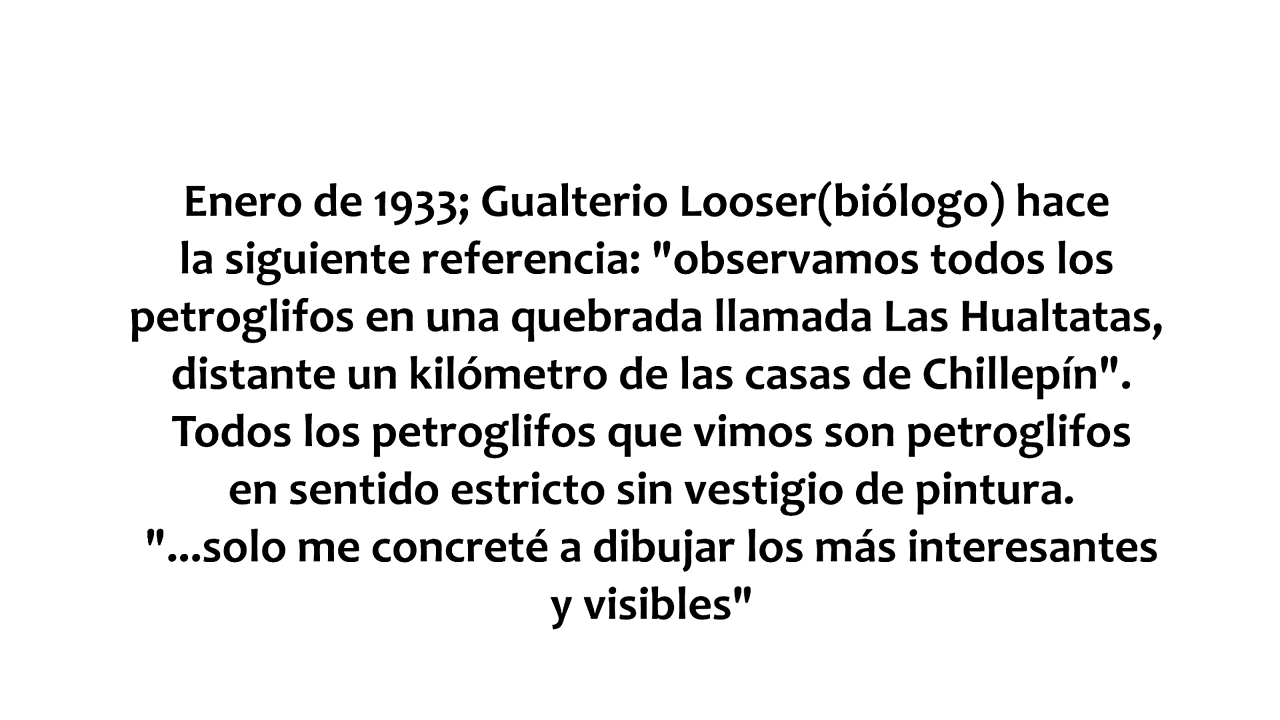 Enero de 1933; Gualterio Looser(biólogo) hace
la siguiente referencia: "observamos todos los
petroglifos en una quebrada llamada Las Hualtatas,
distante un kilómetro de las casas de Chillepín".
Todos los petroglifos que vimos son petroglifos
en sentido estricto sin vestigio de pintura.
"...solo me concreté a dibujar los más interesantes
y visibles"